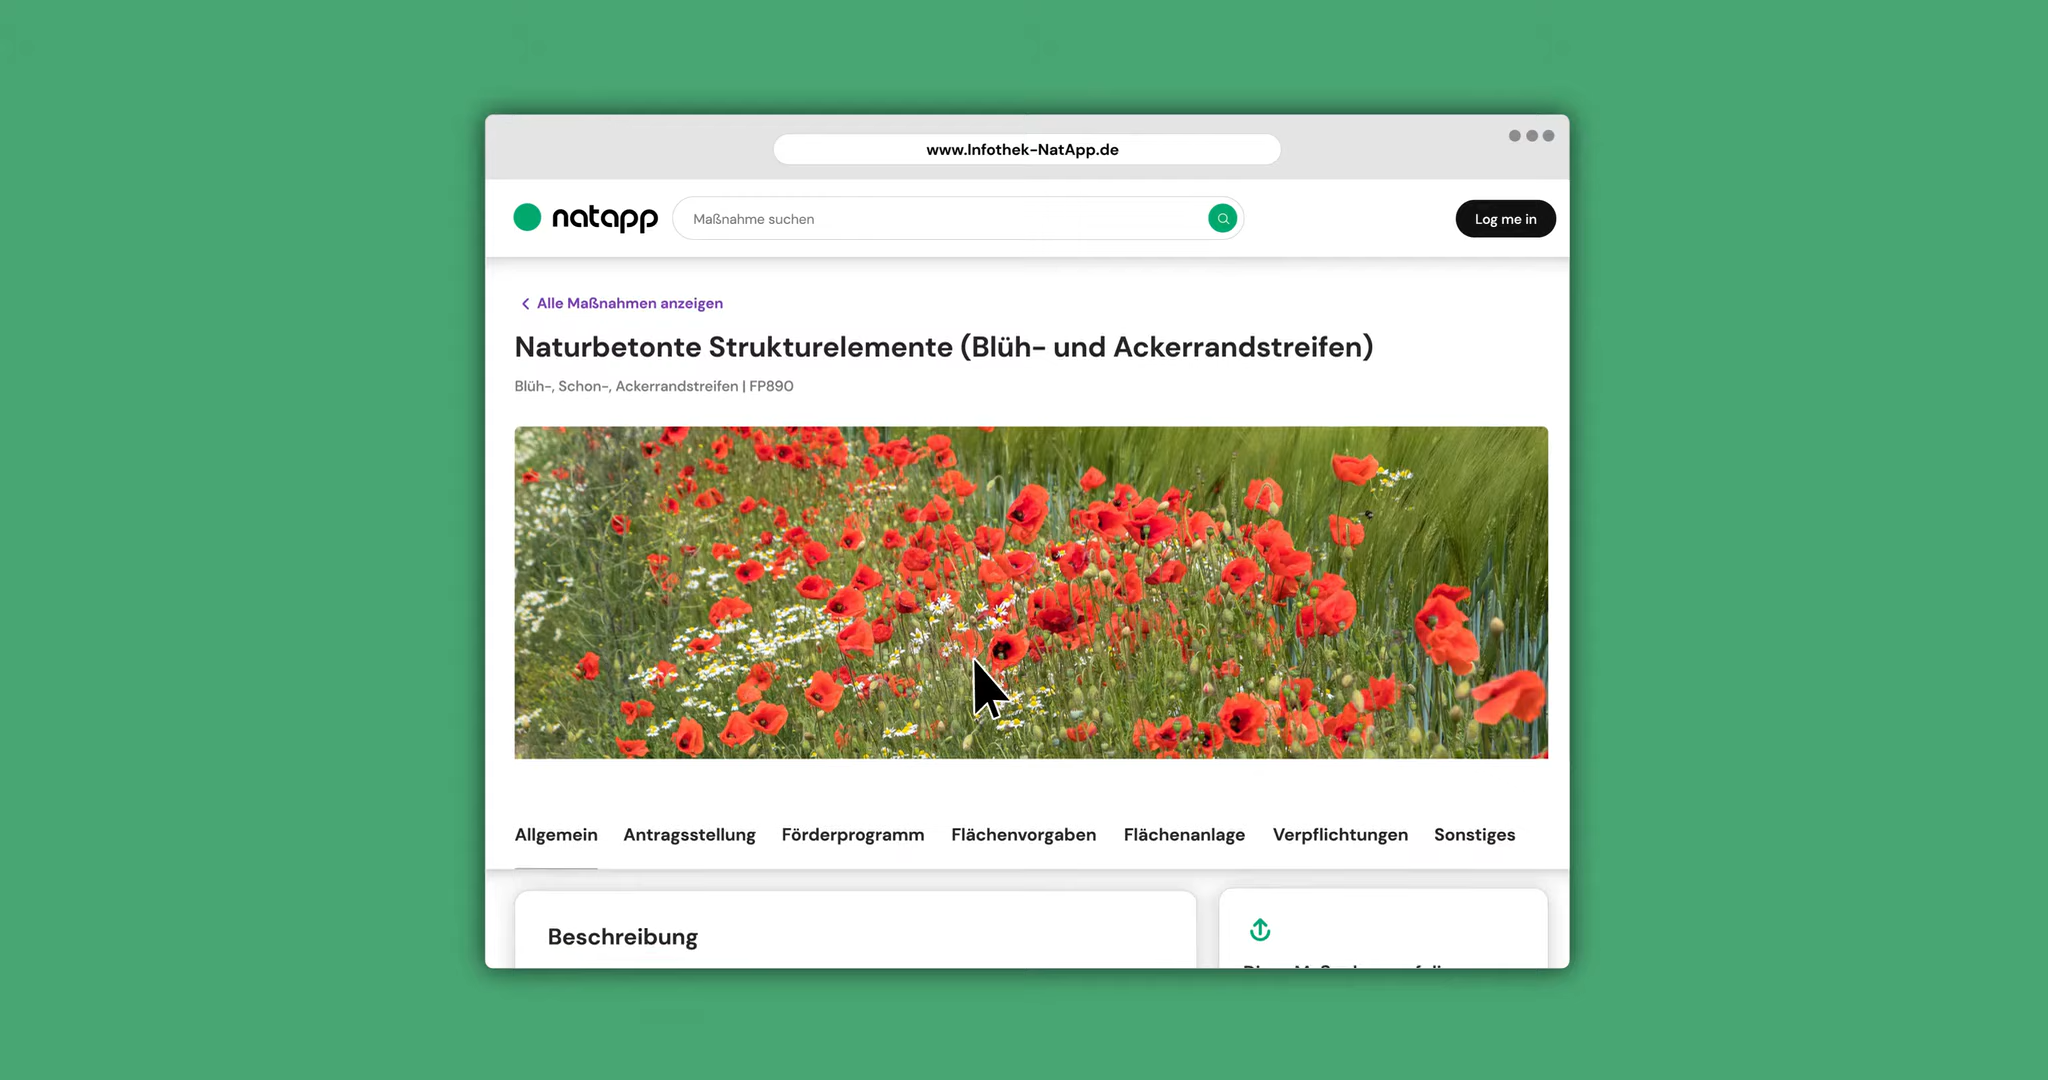 www.Infothek-NatApp.de
natapp
Maßnahme suchen
Log me in
Alle Maßnahmen anzeigen
Naturbetonte Strukturelemente (Blüh- und Ackerrandstreifen)
Blüh-, Schon-, Ackerrandstreifen | FP890
Allgemein Antragsstellung Förderprogramm Flächenvorgaben Flächenanlage Verpflichtungen Sonstiges
Beschreibung